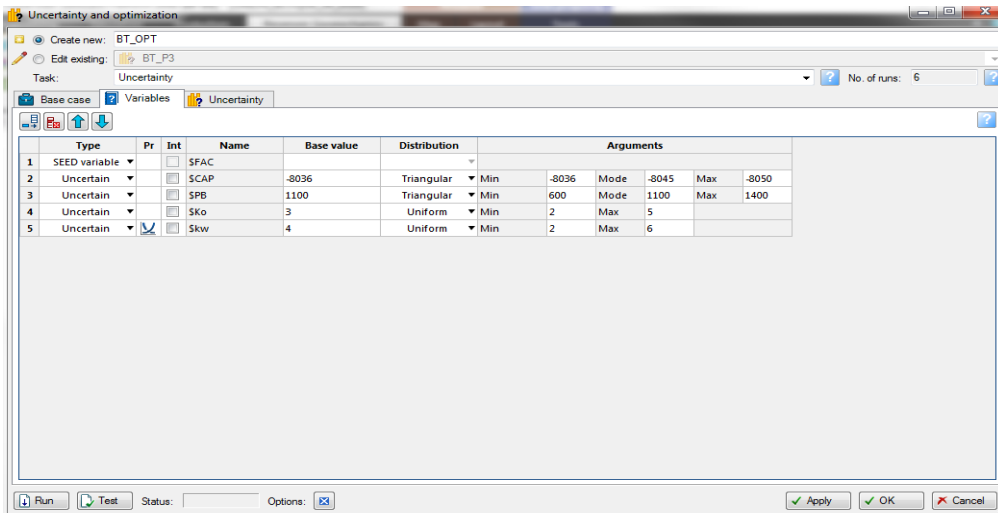 Uncertainty and optimization
Create new: BT_OPT
Edit existing: BT_P3
Task: Uncertainty No. of runs: 6
Base case Variables Uncertainty
Type Pr Int Name Base value Distribution Arguments
1 SEED variable $FAC
2 Uncertain $CAP -8036 Triangular Min -8036 Mode -8045 Max -8050
3 Uncertain $PB 1100 Triangular Min 600 Mode 1100 Max 1400
4 Uncertain $Ko 3 Uniform Min 2 Max 5
5 Uncertain $kw 4 Uniform Min 2 Max 6
Run Test Status: Options: Apply OK Cancel